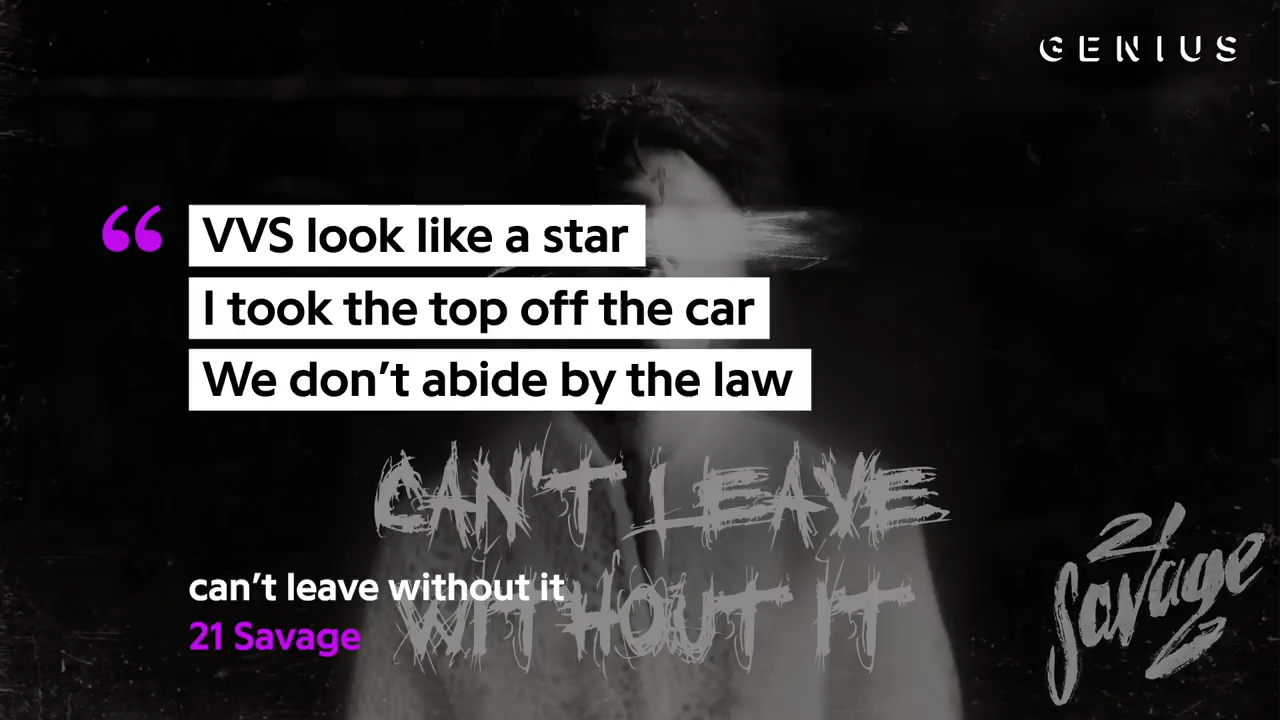 GENIUS
“
VVS look like a star
I took the top off the car
We don’t abide by the law
CAN'T LEAVE
WITHOUT IT
can’t leave without it
21 Savage
21
Savage